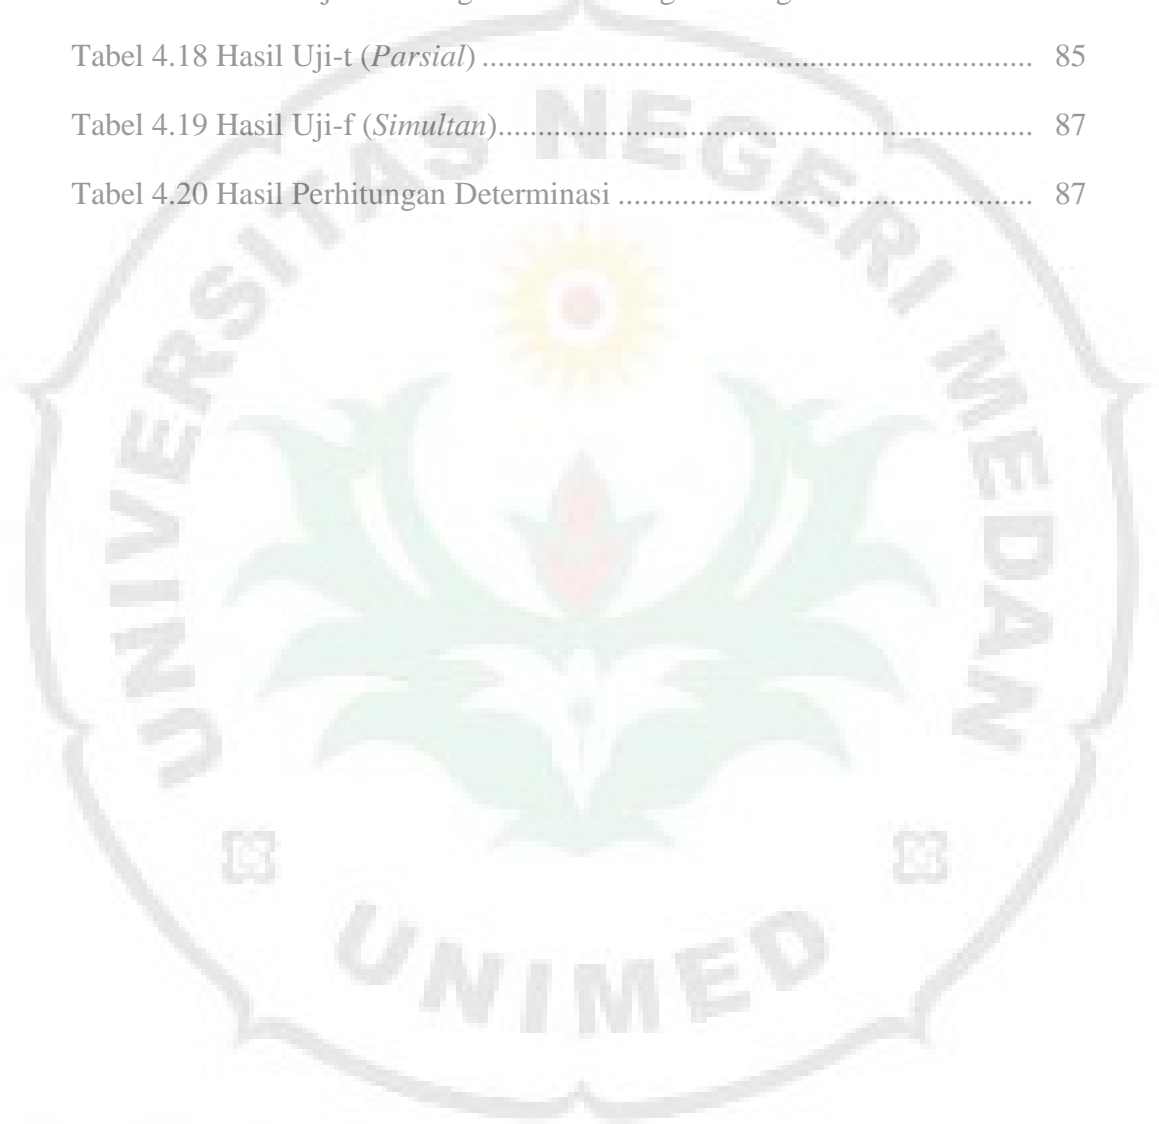 Tabel 4.18 Hasil Uji-t (Parsial) ..................................................................... 85
Tabel 4.19 Hasil Uji-f (Simultan)................................................................... 87
Tabel 4.20 Hasil Perhitungan Determinasi .................................................... 87
UNIVERSITAS NEGERI MEDAN
UNIMED